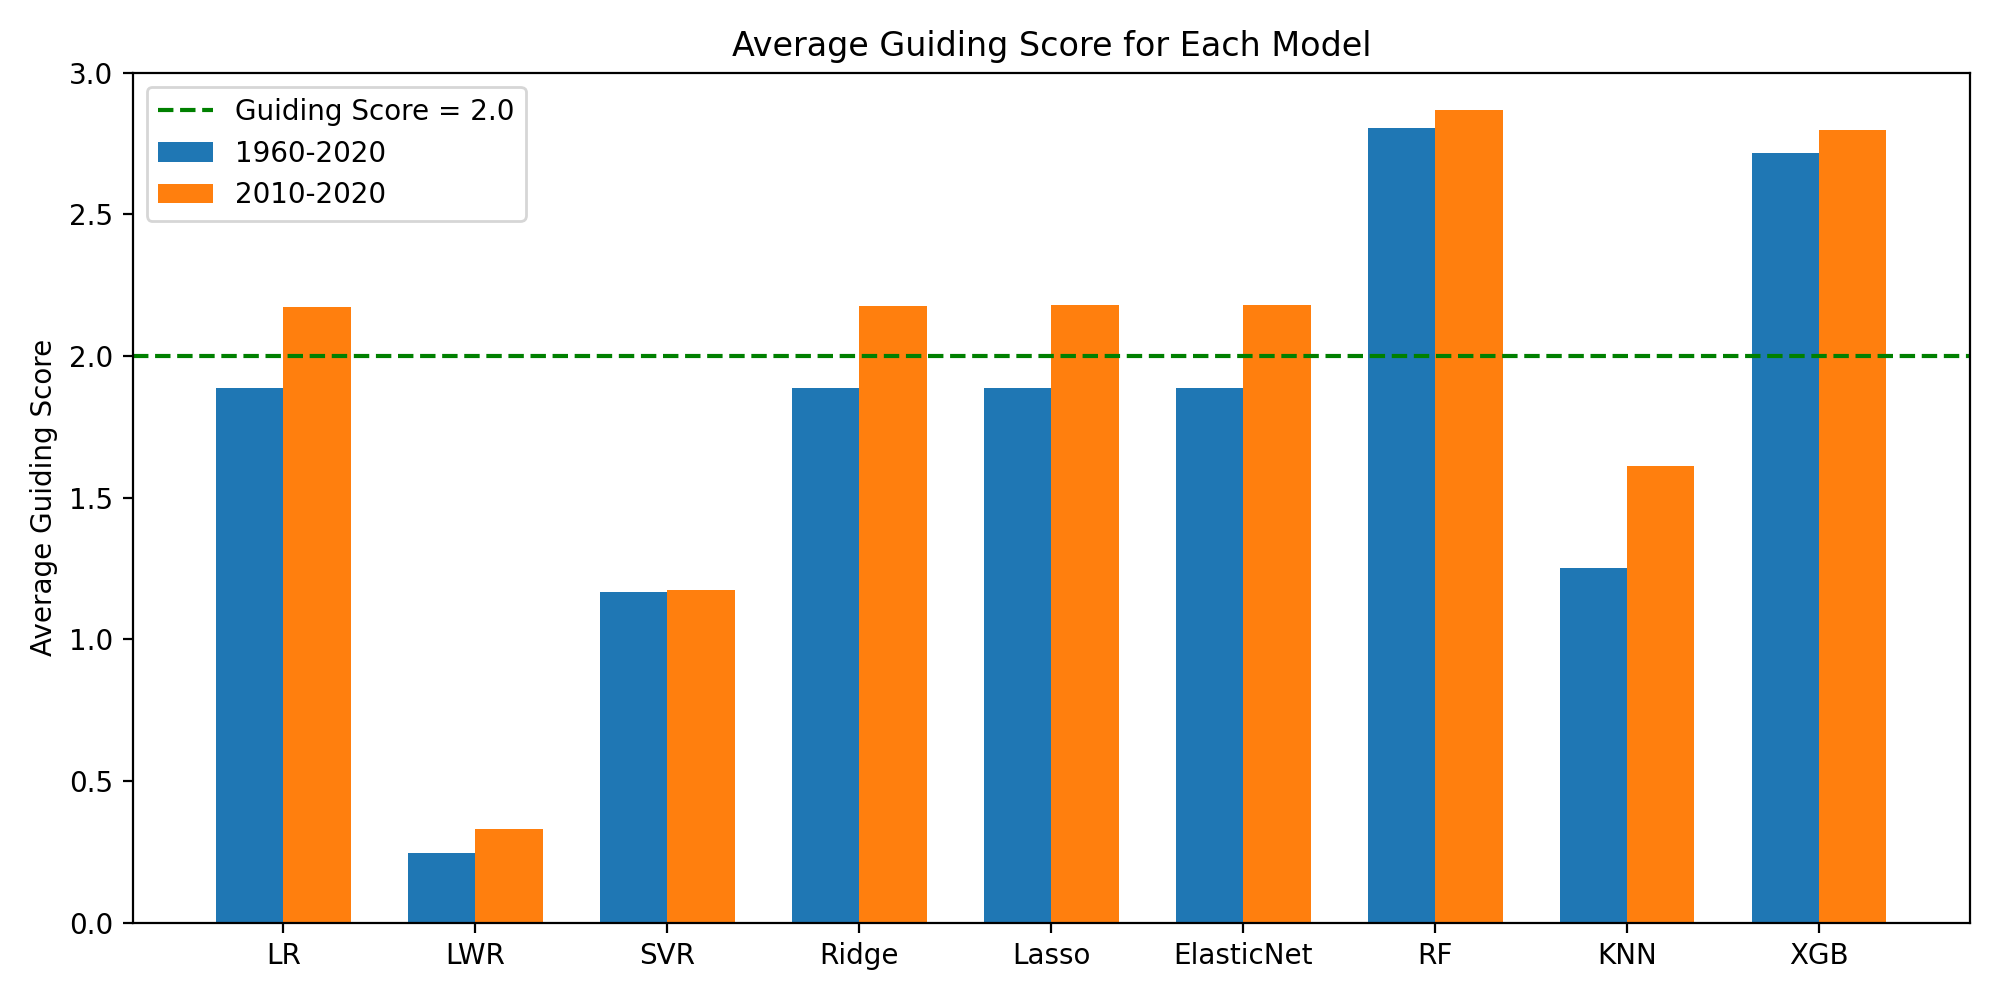 Average Guiding Score for Each Model
Guiding Score = 2.0
1960-2020
2010-2020
Average Guiding Score
3.0
2.5
2.0
1.5
1.0
0.5
0.0
LR LWR SVR Ridge Lasso ElasticNet RF KNN XGB